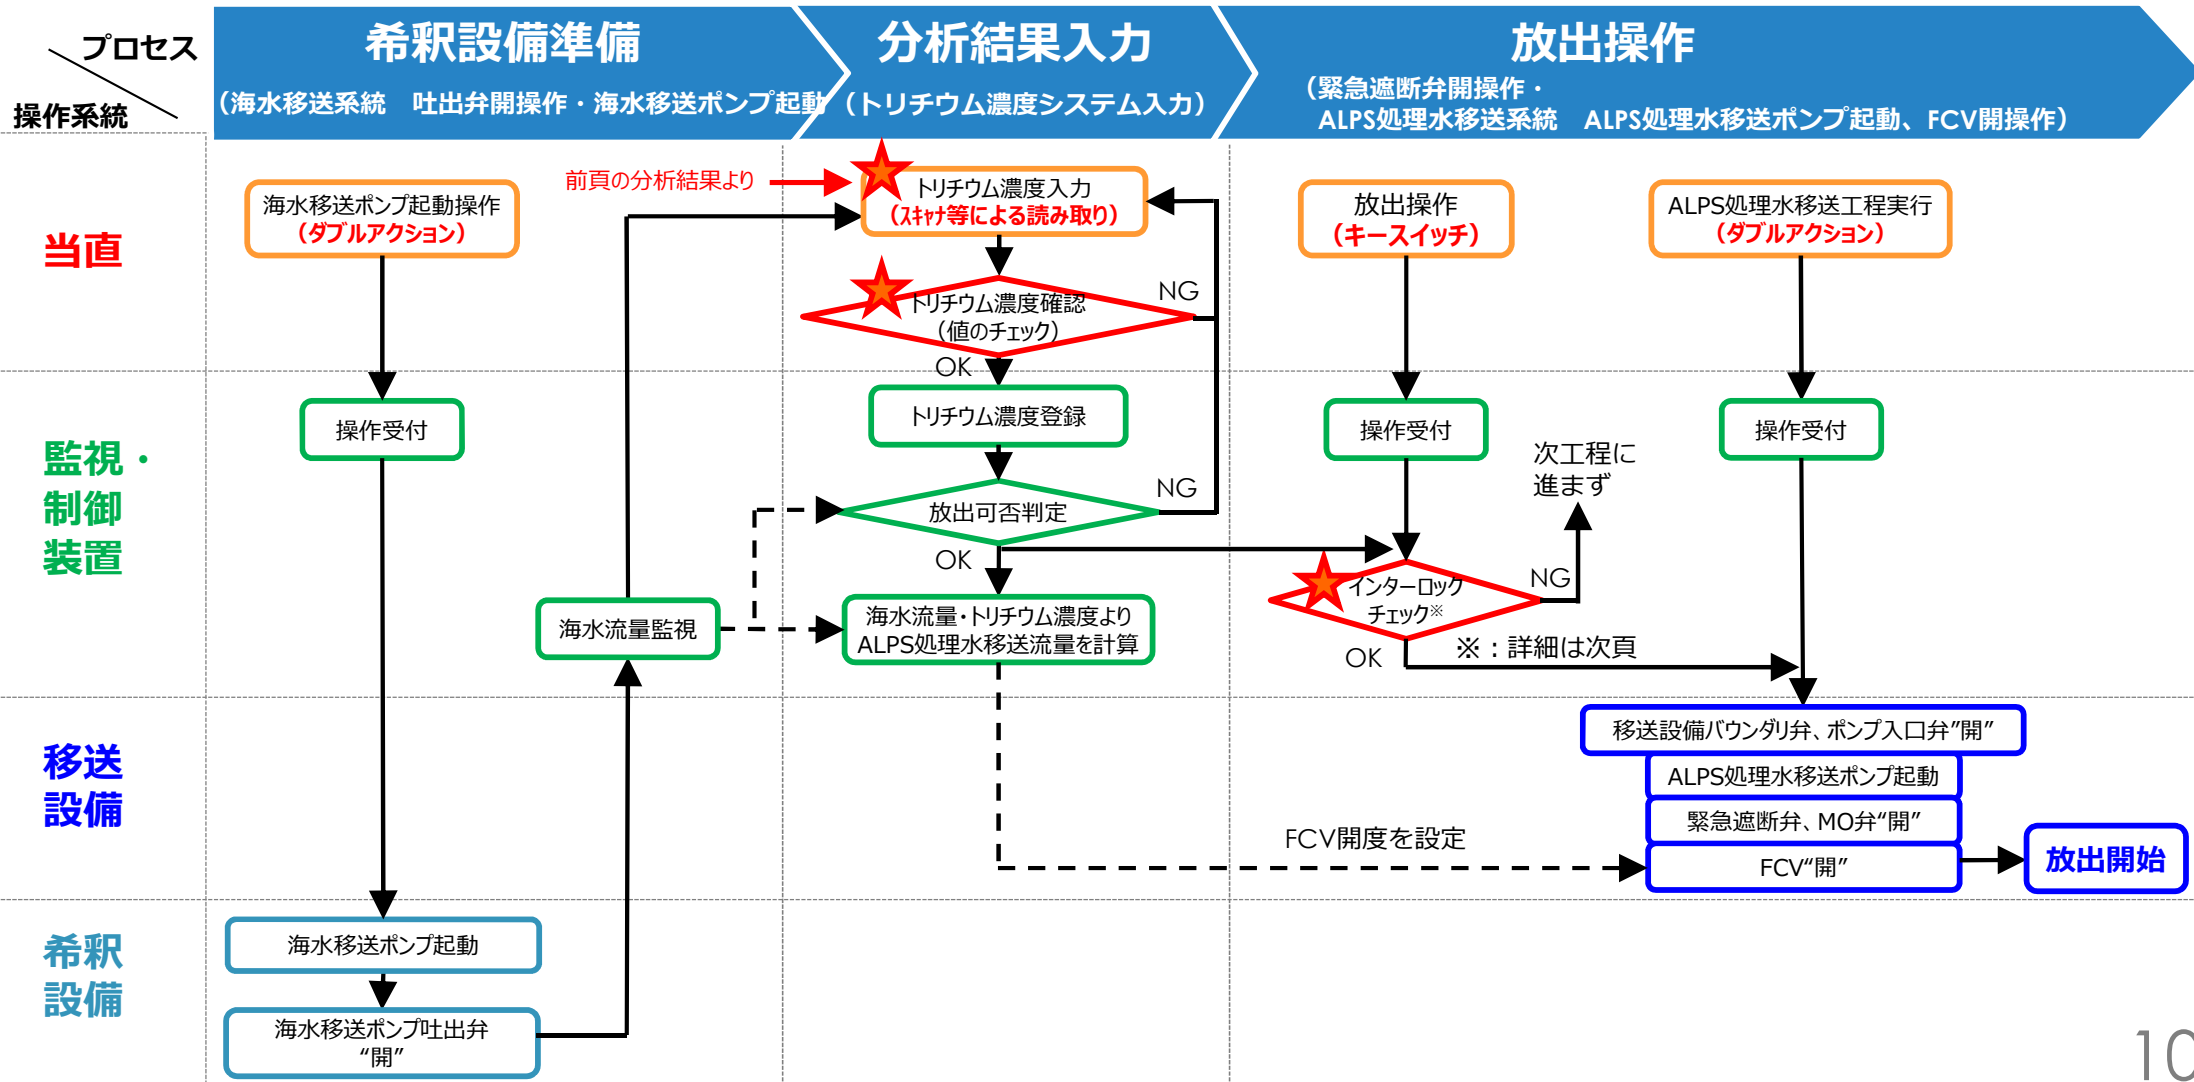 プロセス
操作系統
希釈設備準備
（海水移送系統　吐出弁開操作・海水移送ポンプ起動
分析結果入力
（トリチウム濃度システム入力）
放出操作
（緊急遮断弁開操作・
ALPS処理水移送系統　ALPS処理水移送ポンプ起動、FCV開操作）
当直
海水移送ポンプ起動操作
（ダブルアクション）
前頁の分析結果より
トリチウム濃度入力
（スキャナ等による読み取り）
トリチウム濃度確認
（値のチェック）
NG
OK
放出操作
（キースイッチ）
ALPS処理水移送工程実行
（ダブルアクション）
監視・
制御
装置
操作受付
海水流量監視
トリチウム濃度登録
放出可否判定
NG
OK
海水流量・トリチウム濃度より
ALPS処理水移送流量を計算
操作受付
次工程に
進まず
インターロック
チェック※
NG
OK
※：詳細は次頁
操作受付
移送
設備
移送設備バウンダリ弁、ポンプ入口弁”開”
ALPS処理水移送ポンプ起動
緊急遮断弁、MO弁“開”
FCV開度を設定
FCV“開”
放出開始
希釈
設備
海水移送ポンプ起動
海水移送ポンプ吐出弁
“開”
10